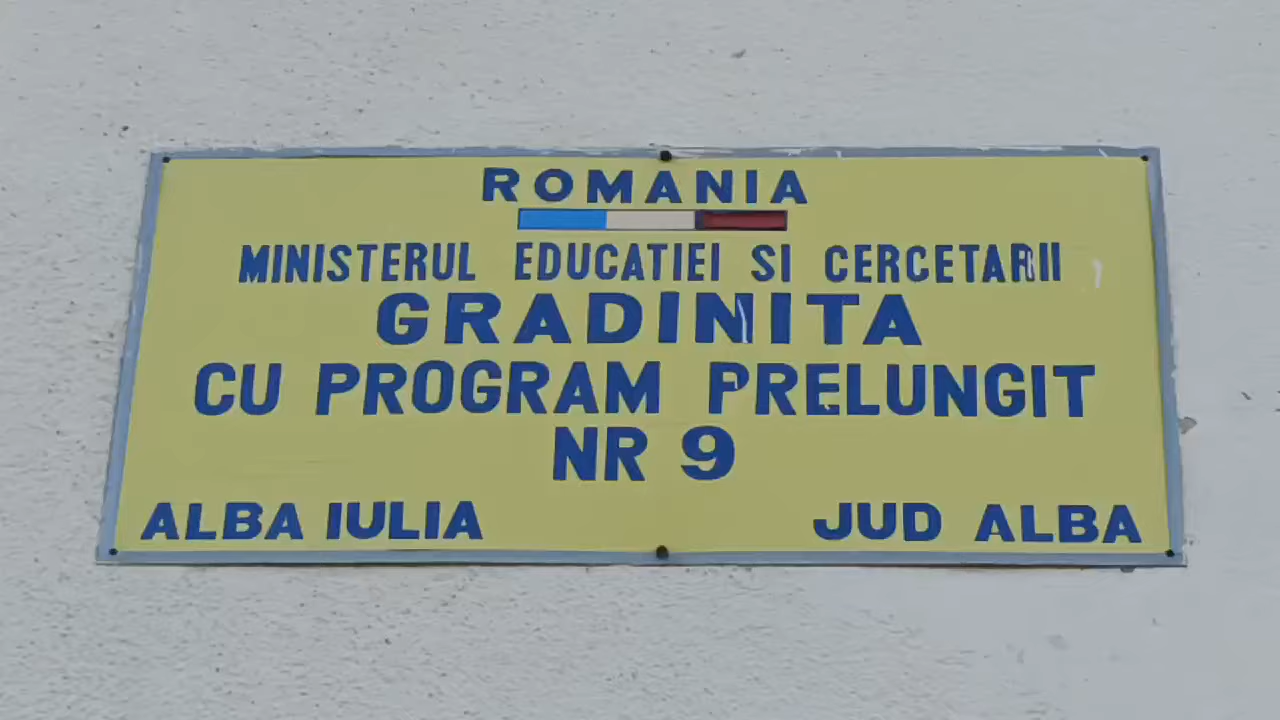 ROMANIA
MINISTERUL EDUCATIEI SI CERCETARII
GRADINITA
CU PROGRAM PRELUNGIT
NR 9
ALBA IULIA JUD ALBA